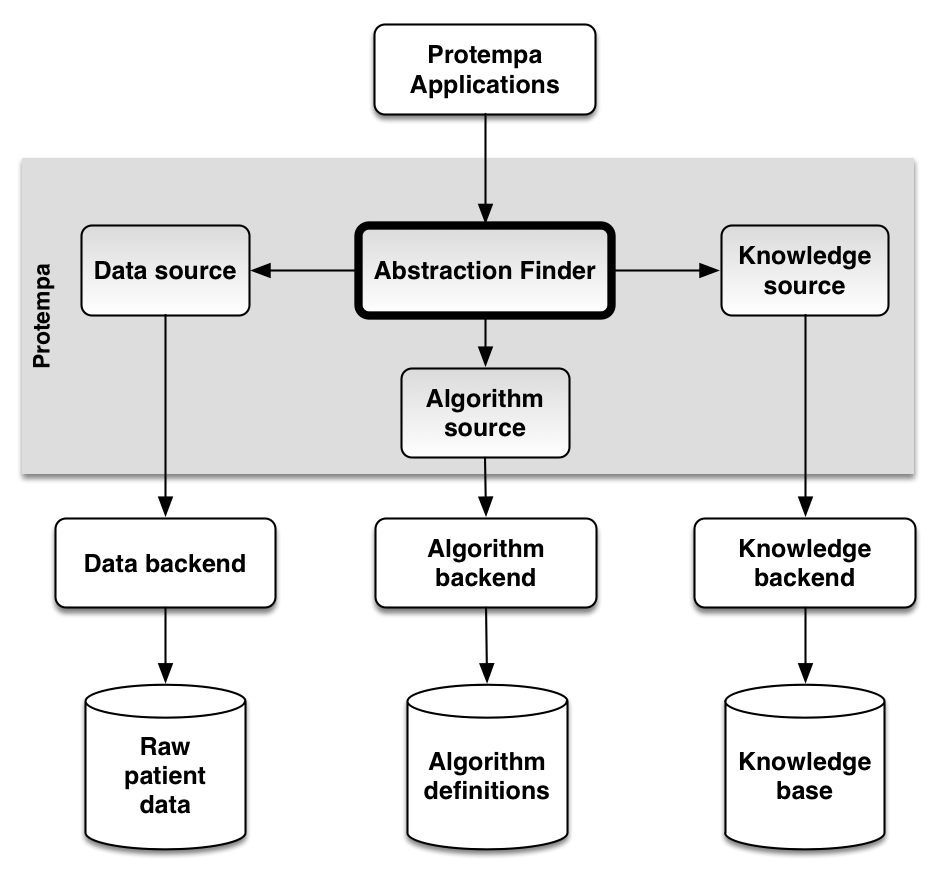 Protempa
Applications
Protempa
Data source
Abstraction Finder
Knowledge
source
Algorithm
source
Data backend
Algorithm
backend
Knowledge
backend
Raw
patient
data
Algorithm
definitions
Knowledge
base